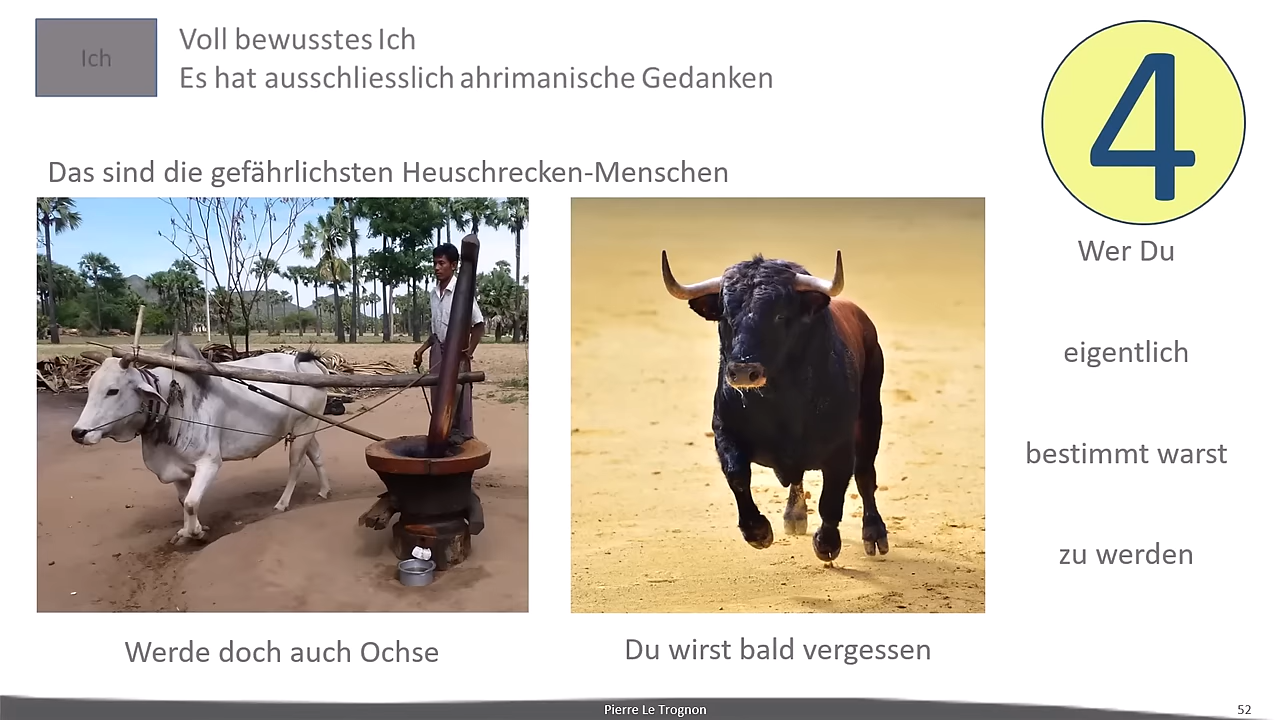 Ich
Voll bewusstes Ich
Es hat ausschliesslich ahrimanische Gedanken
4
Das sind die gefährlichsten Heuschrecken-Menschen
Werde doch auch Ochse
Du wirst bald vergessen
Wer Du
eigentlich
bestimmt warst
zu werden
Pierre Le Trognon
52